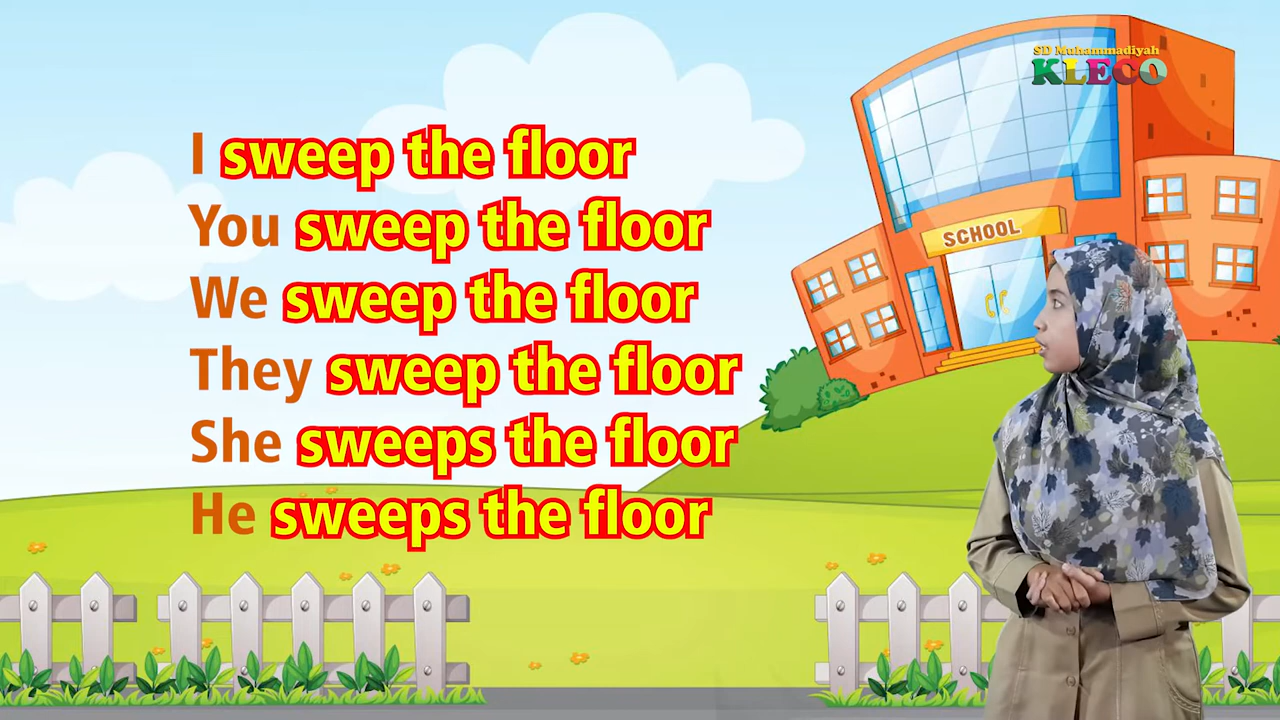 SD Muhammadiyah
KLECO
SCHOOL
I sweep the floor
You sweep the floor
We sweep the floor
They sweep the floor
She sweeps the floor
He sweeps the floor